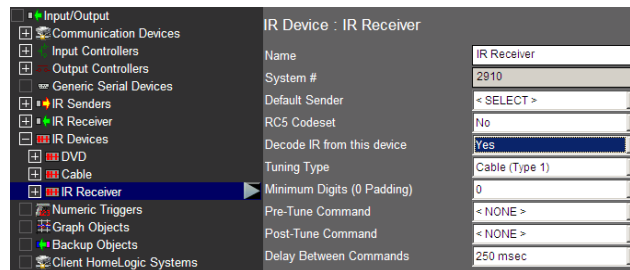 Input/Output
Communication Devices
Input Controllers
Output Controllers
Generic Serial Devices
IR Senders
IR Receiver
IR Devices
DVD
Cable
IR Receiver
Numeric Triggers
Graph Objects
Backup Objects
Client HomeLogic Systems
IR Device : IR Receiver
Name IR Receiver
System # 2910
Default Sender < SELECT >
RC5 Codeset No
Decode IR from this device Yes
Tuning Type Cable (Type 1)
Minimum Digits (0 Padding) 0
Pre-Tune Command < NONE >
Post-Tune Command < NONE >
Delay Between Commands 250 msec